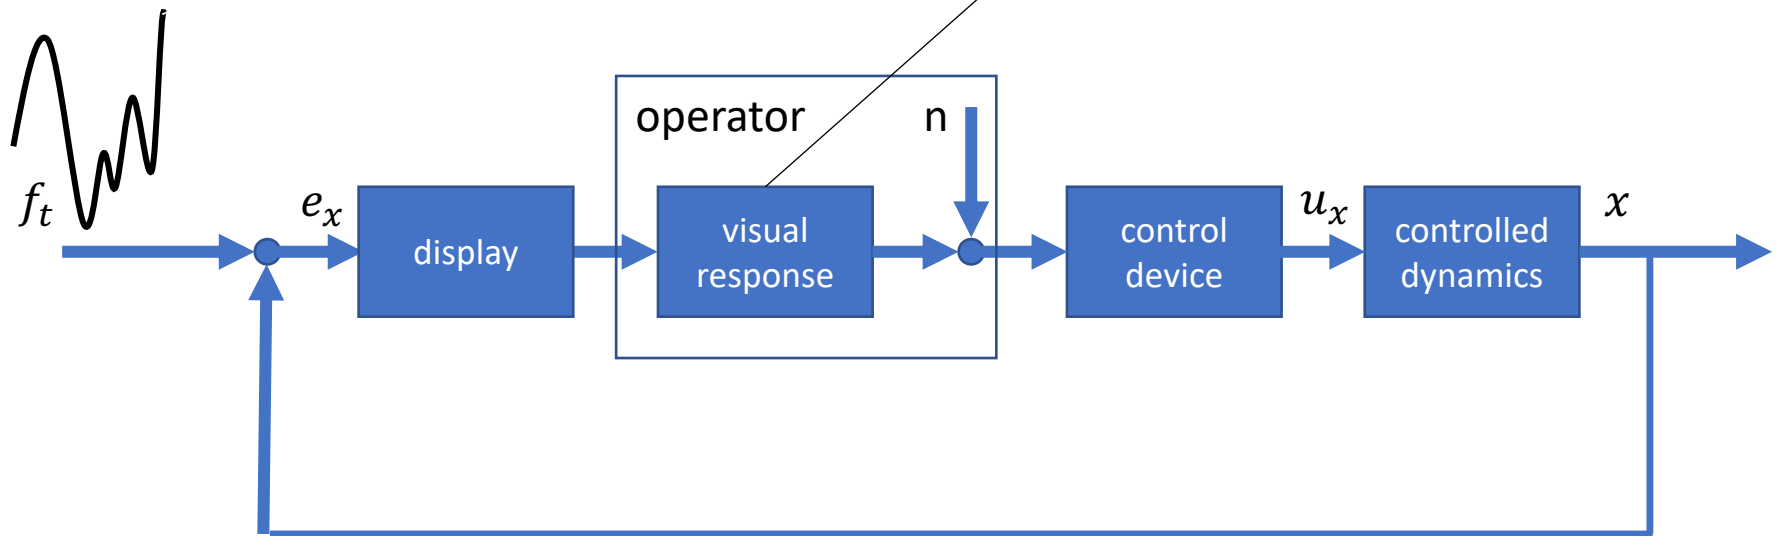 operator
n
f_t
e_x
display
visual
response
control
device
u_x
controlled
dynamics
x